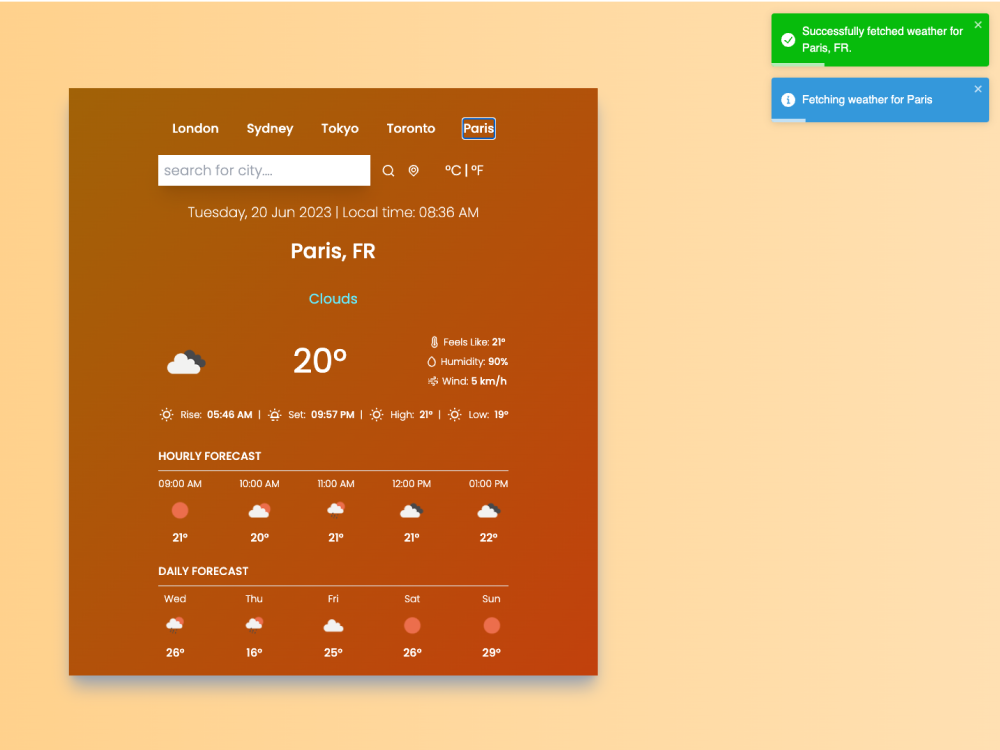 London Sydney Tokyo Toronto Paris
search for city....
°C | °F
Tuesday, 20 Jun 2023 | Local time: 08:36 AM
Paris, FR
Clouds
20°
Feels Like: 21°
Humidity: 90%
Wind: 5 km/h
Rise: 05:46 AM | Set: 09:57 PM | High: 21° | Low: 19°
HOURLY FORECAST
09:00 AM 10:00 AM 11:00 AM 12:00 PM 01:00 PM
21° 20° 21° 21° 22°
DAILY FORECAST
Wed Thu Fri Sat Sun
26° 16° 25° 26° 29°
Successfully fetched weather for
Paris, FR.
Fetching weather for Paris